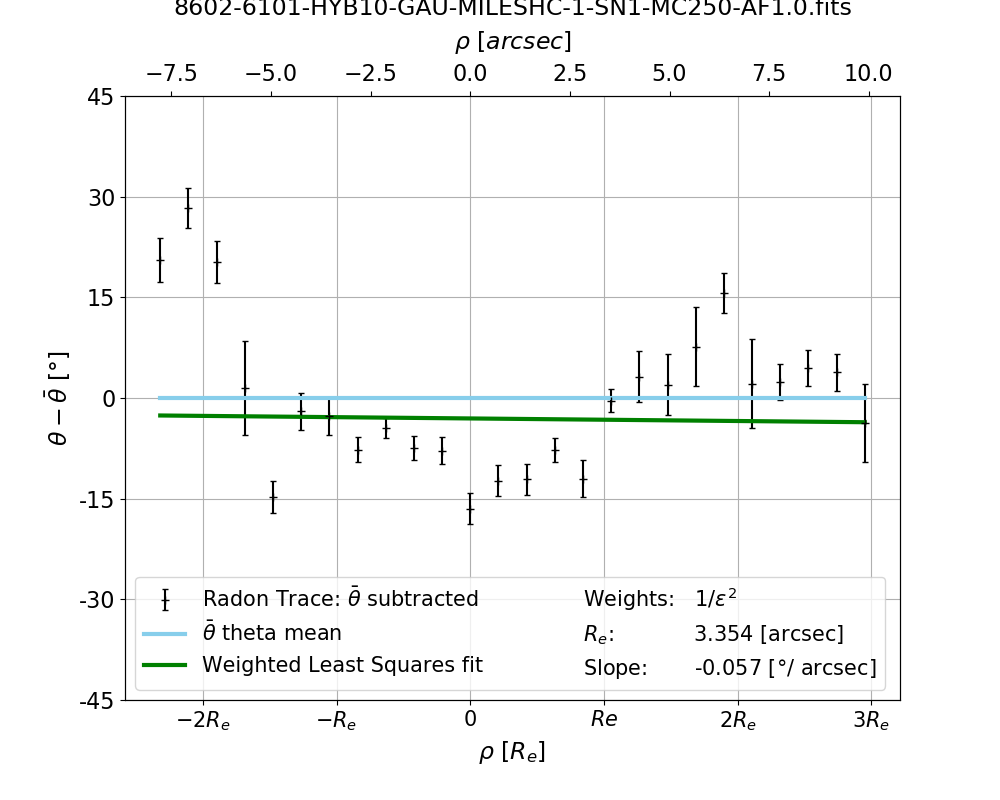 8602-6101-HYB10-GAU-MILESHC-1-SN1-MC250-AF1.0.fits
ρ [arcsec]
−7.5 −5.0 −2.5 0.0 2.5 5.0 7.5 10.0
45
30
15
0
-15
-30
-45
θ − θ̄ [°]
Radon Trace: θ̄ subtracted
θ̄ theta mean
Weighted Least Squares fit
Weights: 1/ε²
Rₑ: 3.354 [arcsec]
Slope: -0.057 [°/ arcsec]
−2Rₑ −Rₑ 0 Re 2Rₑ 3Rₑ
ρ [Rₑ]